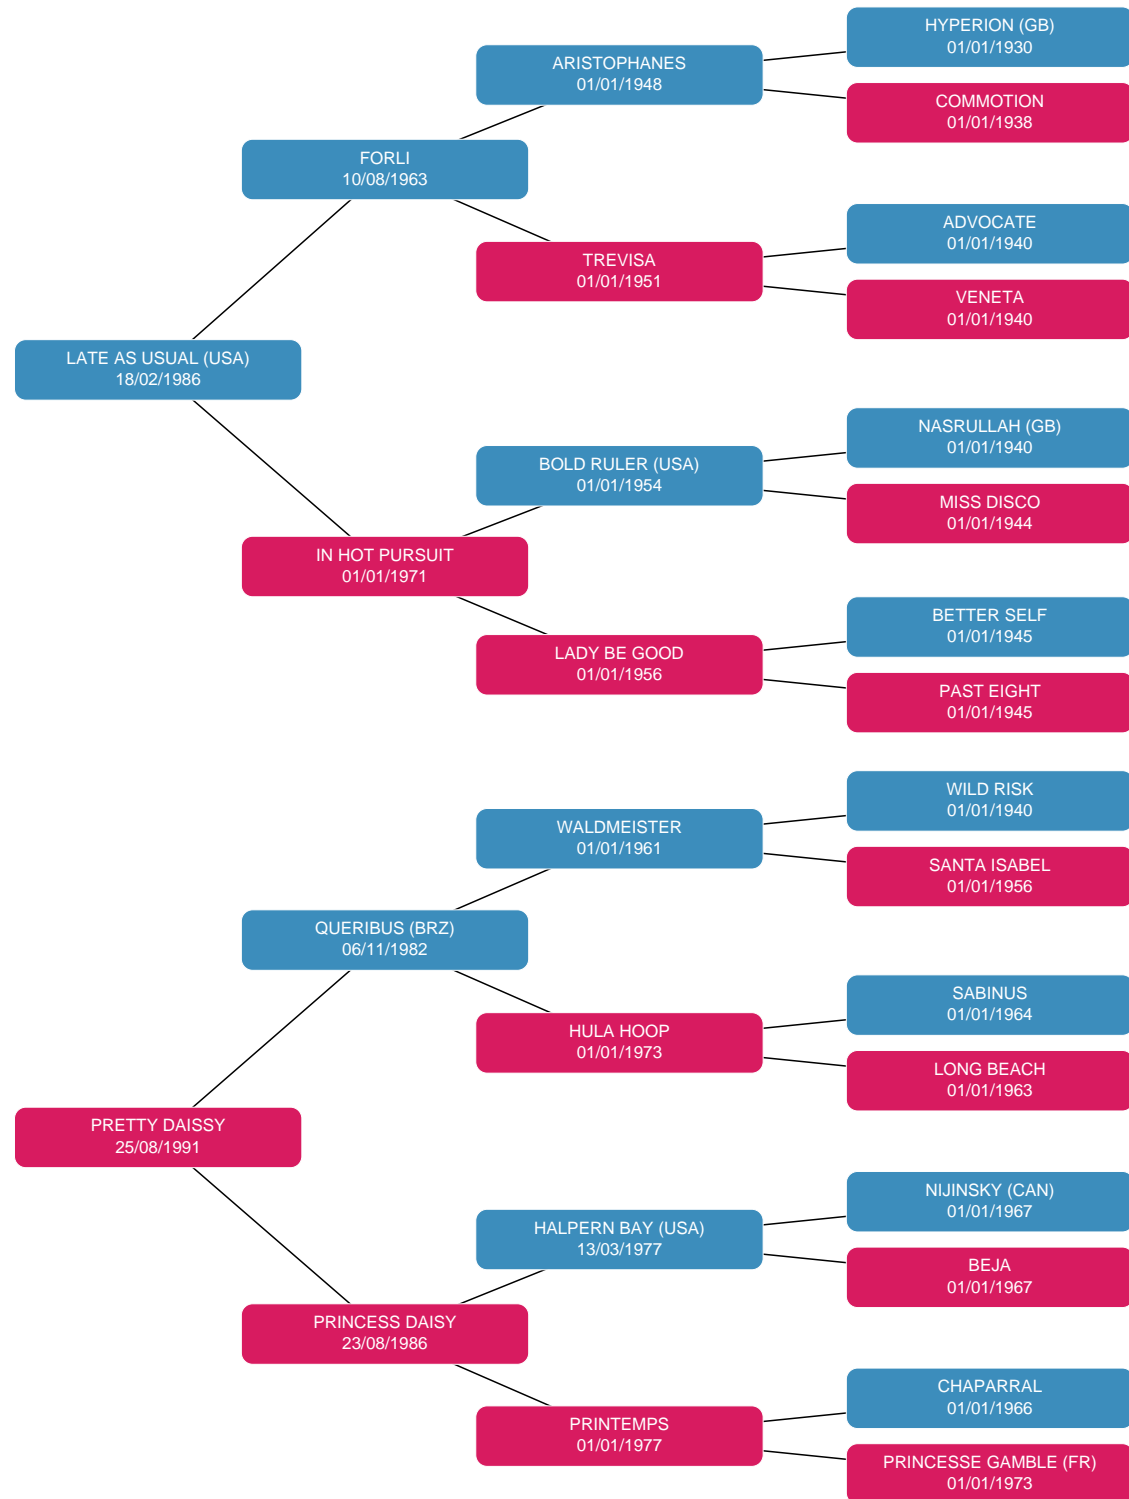 HYPERION (GB)
01/01/1930
ARISTOPHANES
01/01/1948
COMMOTION
01/01/1938
FORLI
10/08/1963
ADVOCATE
01/01/1940
TREVISA
01/01/1951
VENETA
01/01/1940
LATE AS USUAL (USA)
18/02/1986
NASRULLAH (GB)
01/01/1940
BOLD RULER (USA)
01/01/1954
MISS DISCO
01/01/1944
IN HOT PURSUIT
01/01/1971
BETTER SELF
01/01/1945
LADY BE GOOD
01/01/1956
PAST EIGHT
01/01/1945
WILD RISK
01/01/1940
WALDMEISTER
01/01/1961
SANTA ISABEL
01/01/1956
QUERIBUS (BRZ)
06/11/1982
SABINUS
01/01/1964
HULA HOOP
01/01/1973
LONG BEACH
01/01/1963
PRETTY DAISSY
25/08/1991
NIJINSKY (CAN)
01/01/1967
HALPERN BAY (USA)
13/03/1977
BEJA
01/01/1967
PRINCESS DAISY
23/08/1986
CHAPARRAL
01/01/1966
PRINTEMPS
01/01/1977
PRINCESSE GAMBLE (FR)
01/01/1973